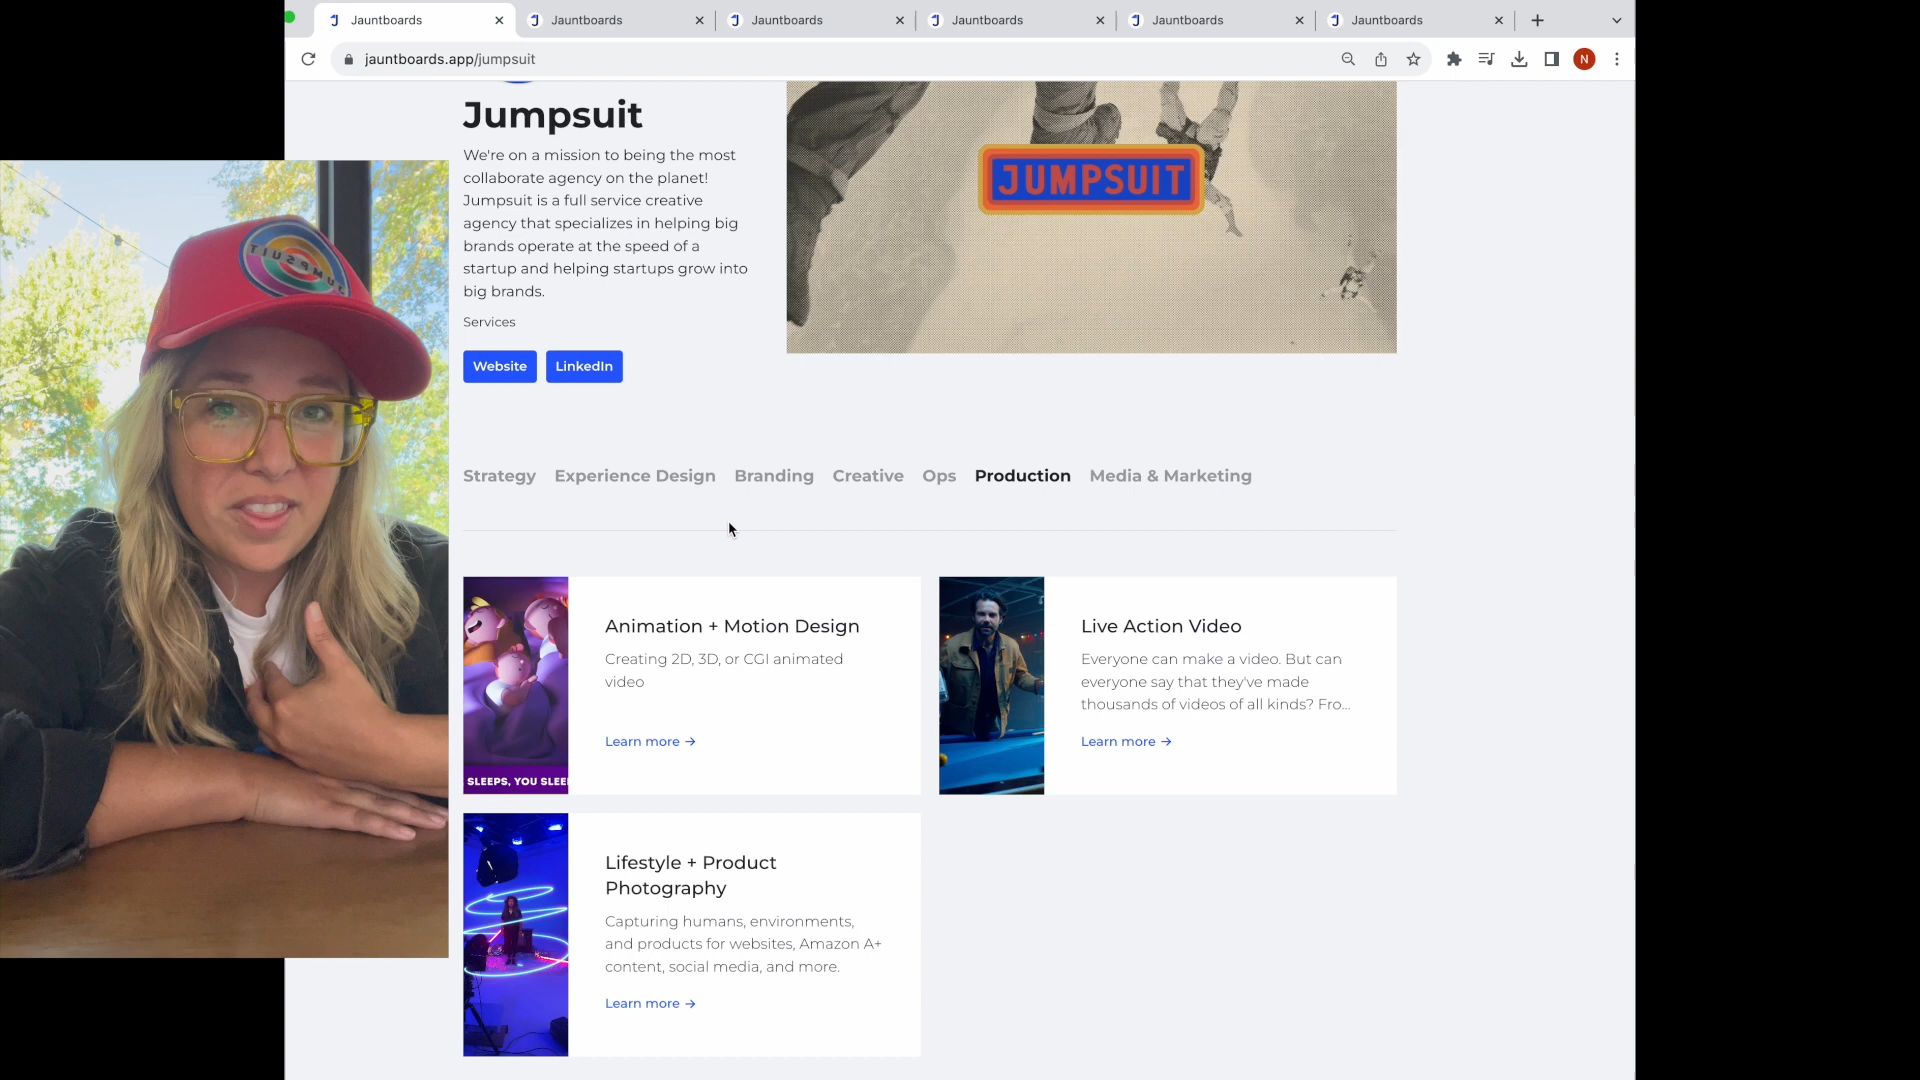 Jauntboards
Jauntboards
Jauntboards
Jauntboards
Jauntboards
Jauntboards
jauntboards.app/jumpsuit
N
Jumpsuit
We're on a mission to being the most
collaborate agency on the planet!
Jumpsuit is a full service creative
agency that specializes in helping big
brands operate at the speed of a
startup and helping startups grow into
big brands.
Services
Website
LinkedIn
JUMPSUIT
JUMPSUIT
Strategy
Experience Design
Branding
Creative
Ops
Production
Media & Marketing
SLEEPS, YOU SLEE
Animation + Motion Design
Creating 2D, 3D, or CGI animated
video
Learn more →
Live Action Video
Everyone can make a video. But can
everyone say that they've made
thousands of videos of all kinds? Fro...
Learn more →
Lifestyle + Product
Photography
Capturing humans, environments,
and products for websites, Amazon A+
content, social media, and more.
Learn more →